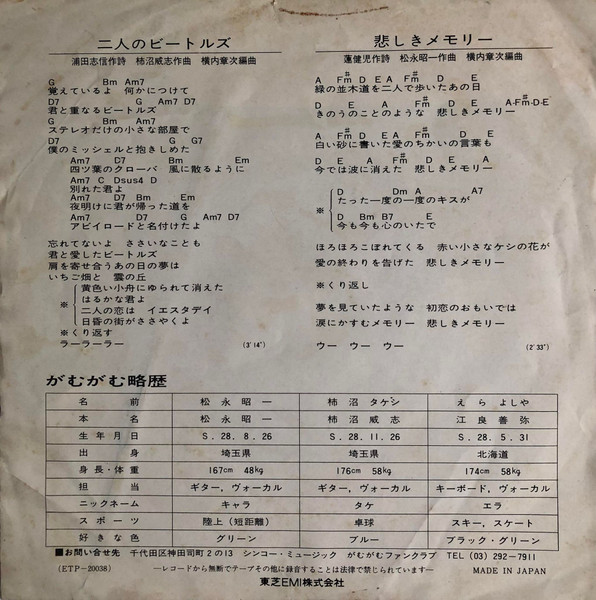 二人のビートルズ
浦田志信作詩 柿沼威志作曲 横内章次編曲
G Bm Am7
覚えているよ 何かにつけて
D7 G Am7 D7
君と重なるビートルズ
G Bm Am7
ステレオだけの小さな部屋で
D7 G G7
僕のミッシェルと抱きしめた
Am7 D7 Bm Em
四ツ葉のクローバ 風に散るように
Am7 C Dsus4 D
別れた君よ
Am7 D7 Bm Em
夜明けに君が帰った道を
Am7 D7 G Am7 D7
アビイロードと名付けたよ
忘れてないよ ささいなことも
君と愛したビートルズ
肩を寄せ合うあの日の夢は
いちご畑と 雲の丘
※ 黄色い小舟にゆられて消えた
はるかな君よ
二人の恋は イエスタデイ
日昏の街がささやくよ
※くり返す
ラーラーラー (3′14″)
悲しきメモリー
蓮健児作詩 松永昭一作曲 横内章次編曲
A F♯m D E A F♯m D E
緑の並木道を二人で歩いたあの日
D E A F♯m D E A-F♯m-D-E
きのうのことのような 悲しきメモリー
A F♯m D E A F♯m D E
白い砂に書いた愛のちかいの言葉も
D E A F♯m D E A
今では波に消えた 悲しきメモリー
D Dm A A7
※ たった一度の一度のキスが
D Bm B7 E
今も今も心のいたで
ほろほろこぼれてくる 赤い小さなケシの花が
愛の終わりを告げた 悲しきメモリー
※くり返し
夢を見ていたような 初恋のおもいでは
涙にかすむメモリー 悲しきメモリー
ウー ウー ウー (2′33″)
がむがむ略歴
名前 松永昭一 柿沼タケシ えらよしや
本名 松永昭一 柿沼威志 江良善弥
生年月日 S.28.8.26 S.28.11.26 S.28.5.31
出身 埼玉県 埼玉県 北海道
身長・体重 167cm 48kg 176cm 58kg 174cm 58kg
担当 ギター,ヴォーカル ギター,ヴォーカル キーボード,ヴォーカル
ニックネーム キャラ タケ エラ
スポーツ 陸上(短距離) 卓球 スキー,スケート
好きな色 グリーン ブルー ブラック・グリーン
■お問い合せ先 千代田区神田司町2の13 シンコー・ミュージック がむがむファンクラブ TEL (03) 292-7911
(ETP-20038) ―レコードから無断でテープその他に録音することは法律で禁じられています― MADE IN JAPAN
東芝EMI株式会社